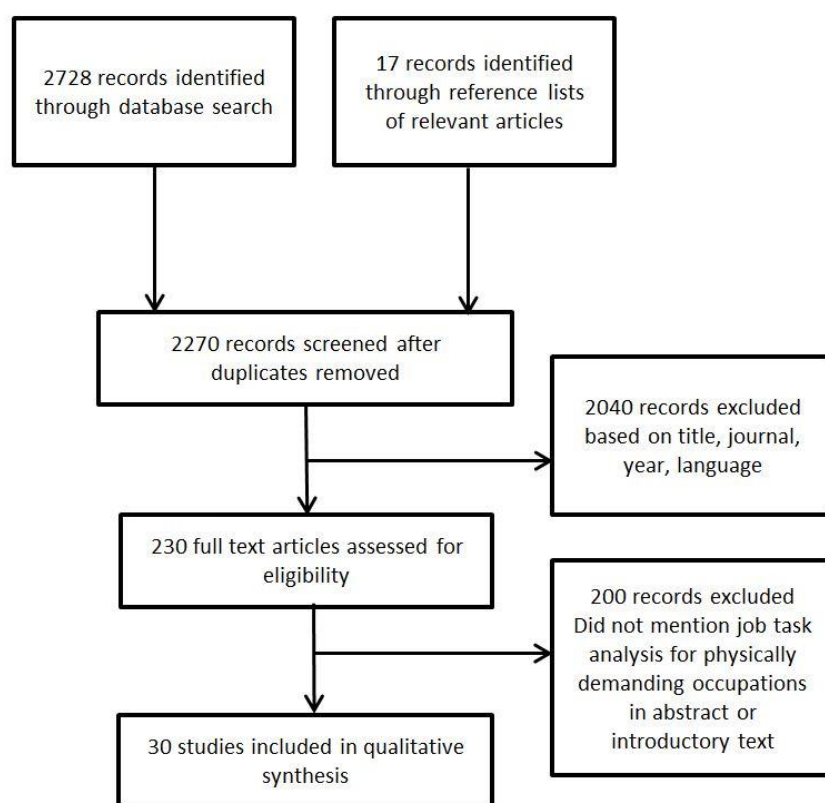 2728 records identified
through database search
17 records identified
through reference lists
of relevant articles
2270 records screened after
duplicates removed
2040 records excluded
based on title, journal,
year, language
230 full text articles assessed for
eligibility
200 records excluded
Did not mention job task
analysis for physically
demanding occupations
in abstract or
introductory text
30 studies included in qualitative
synthesis